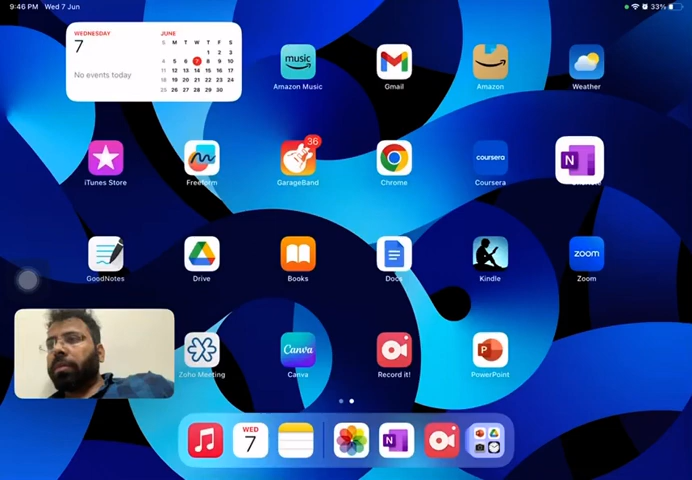 9:46 PM Wed 7 Jun
33%
WEDNESDAY
7
No events today
JUNE
S M T W T F S
1 2 3
4 5 6 7 8 9 10
11 12 13 14 15 16 17
18 19 20 21 22 23 24
25 26 27 28 29 30
music
Amazon Music
Gmail
Amazon
Weather
iTunes Store
Freeform
36
GarageBand
Chrome
coursera
Coursera
N
GoodNotes
Drive
Books
Docs
Kindle
zoom
Zoom
Zoho Meeting
Canva
Canva
Record it!
P
PowerPoint
WED
7
N